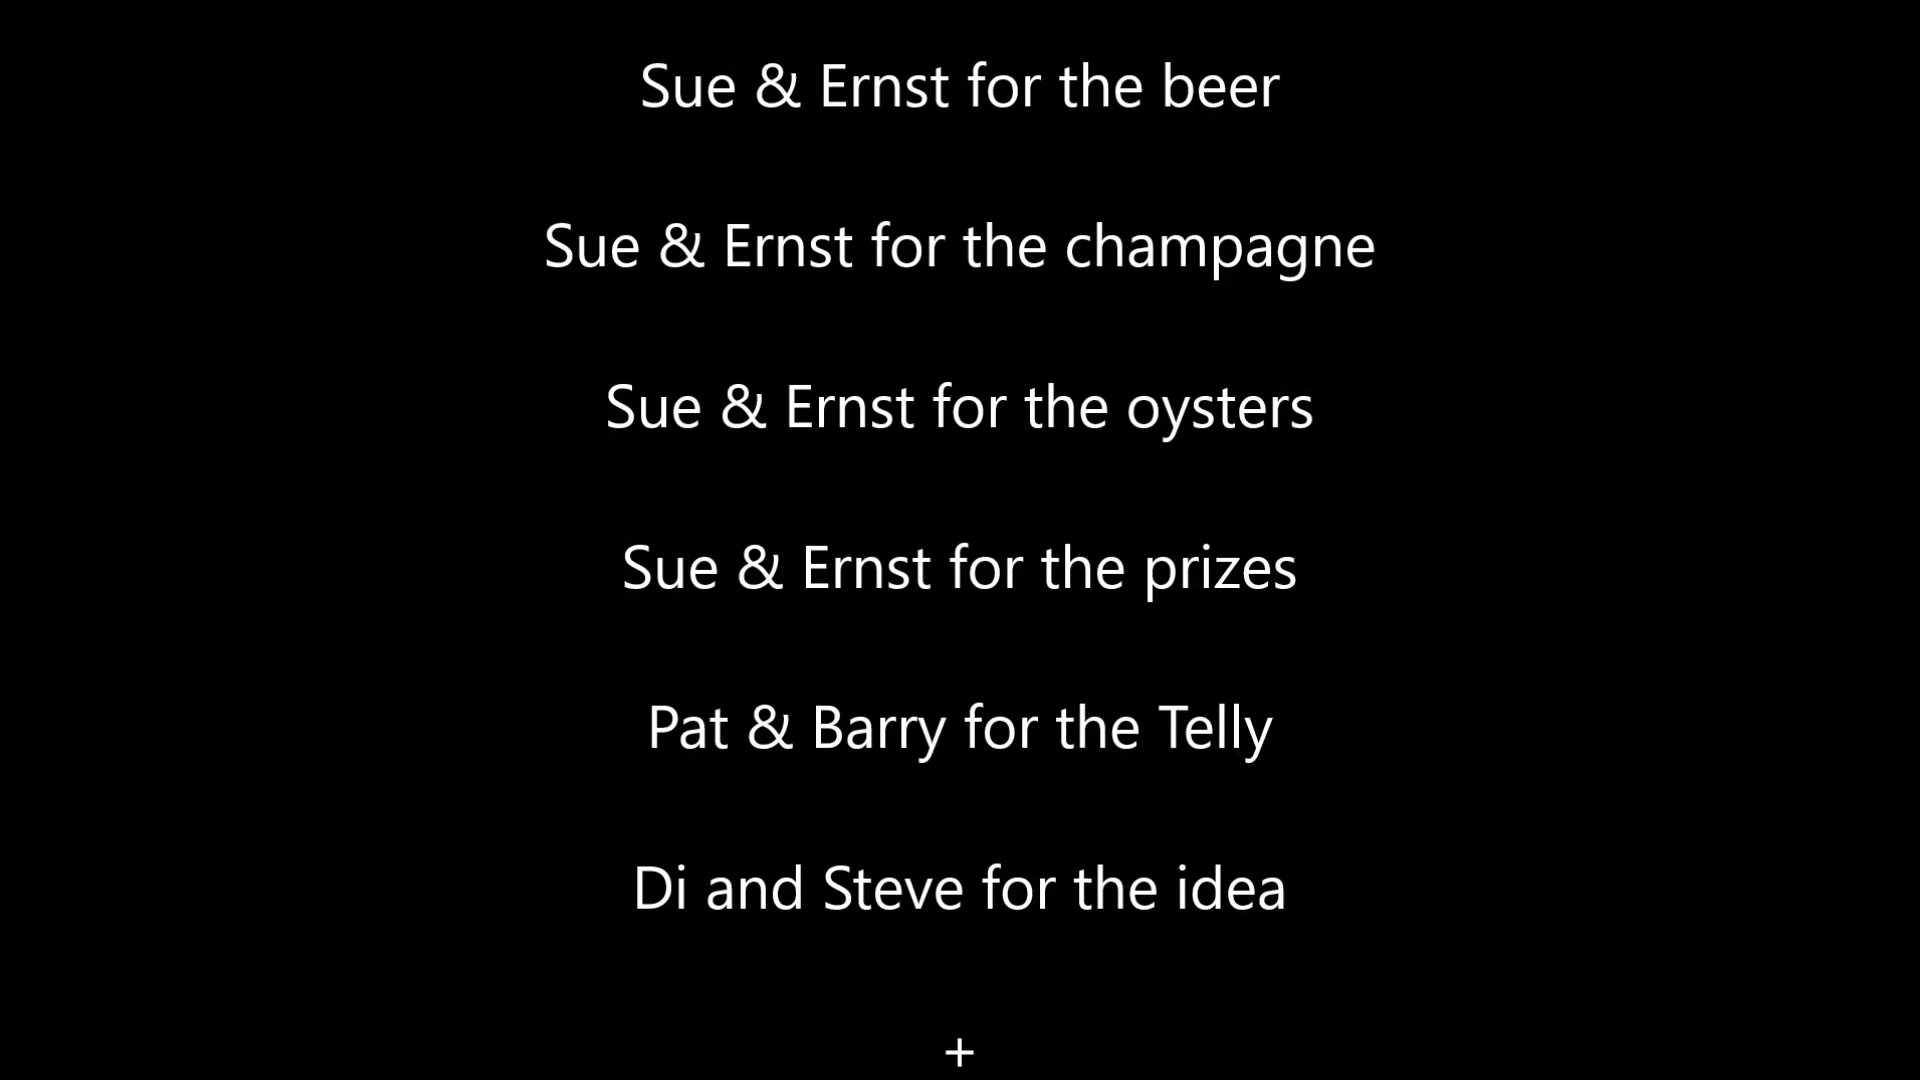 Sue & Ernst for the beer
Sue & Ernst for the champagne
Sue & Ernst for the oysters
Sue & Ernst for the prizes
Pat & Barry for the Telly
Di and Steve for the idea
+